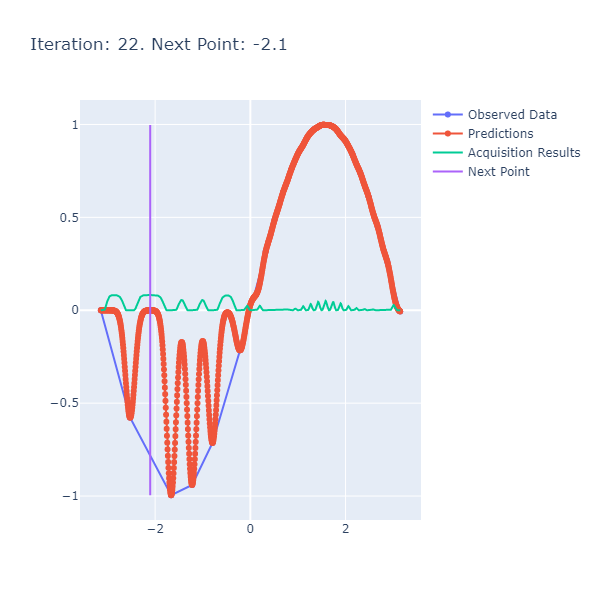 Iteration: 22. Next Point: -2.1
Observed Data
Predictions
Acquisition Results
Next Point
1
0.5
0
−0.5
−1
−2
0
2